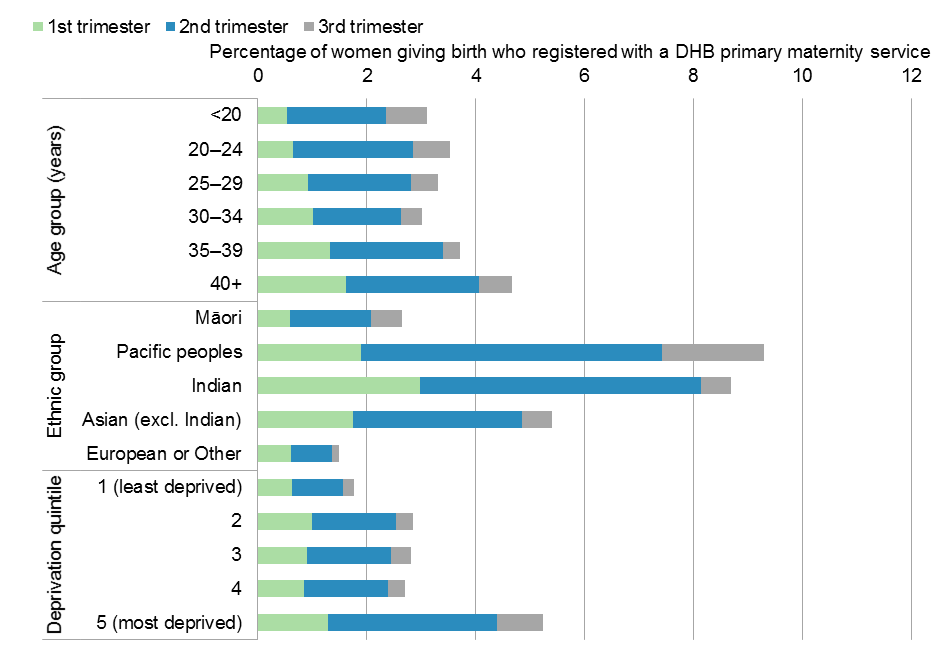 1st trimester 2nd trimester 3rd trimester
Percentage of women giving birth who registered with a DHB primary maternity service
0 2 4 6 8 10 12
Age group (years)
<20
20–24
25–29
30–34
35–39
40+
Ethnic group
Māori
Pacific peoples
Indian
Asian (excl. Indian)
European or Other
Deprivation quintile
1 (least deprived)
2
3
4
5 (most deprived)